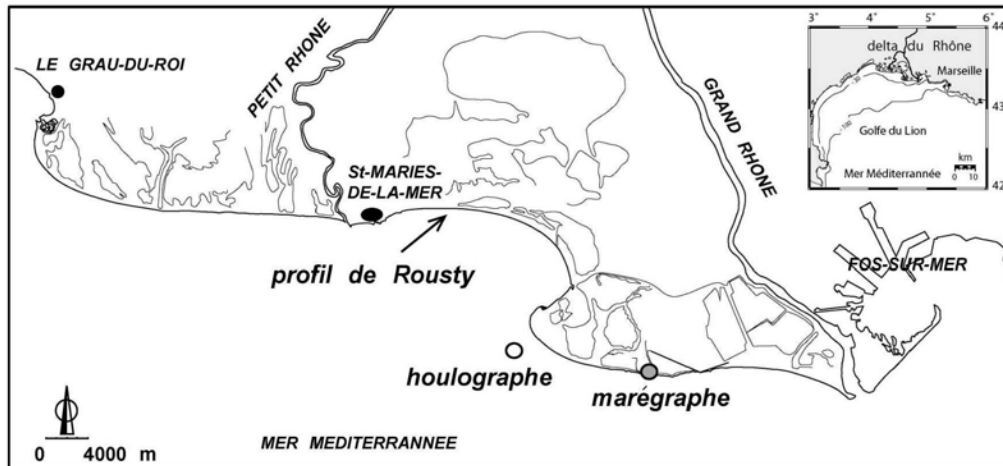 LE GRAU-DU-ROI
PETIT RHONE
St-MARIES-
DE-LA-MER
profil de Rousty
GRAND RHONE
FOS-SUR-MER
houlographe
marégraphe
0 4000 m
MER MEDITERRANNEE
3° 4° 5° 6°
44
delta du Rhône
Marseille
43
Golfe du Lion
km
0 10
Mer Méditerrannée
42